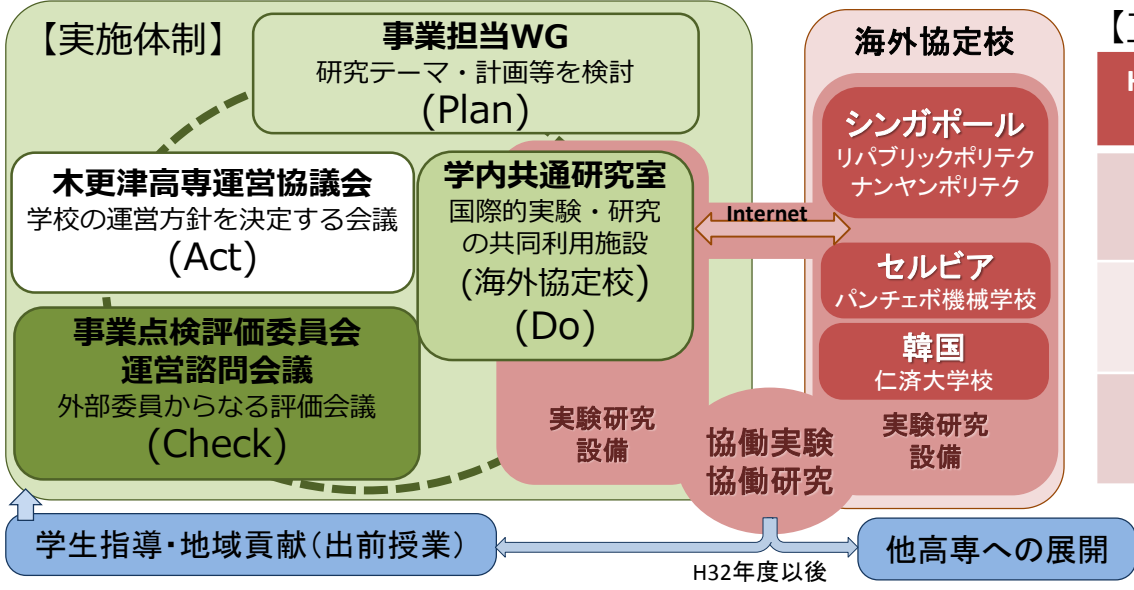 【実施体制】
事業担当WG
研究テーマ・計画等を検討
(Plan)
木更津高専運営協議会
学校の運営方針を決定する会議
(Act)
学内共通研究室
国際的実験・研究
の共同利用施設
(海外協定校)
(Do)
事業点検評価委員会
運営諮問会議
外部委員からなる評価会議
(Check)
実験研究
設備
Internet
海外協定校
シンガポール
リパブリックポリテク
ナンヤンポリテク
セルビア
パンチェボ機械学校
韓国
仁済大学校
実験研究
設備
協働実験
協働研究
学生指導・地域貢献(出前授業)
H32年度以後
他高専への展開
【
H